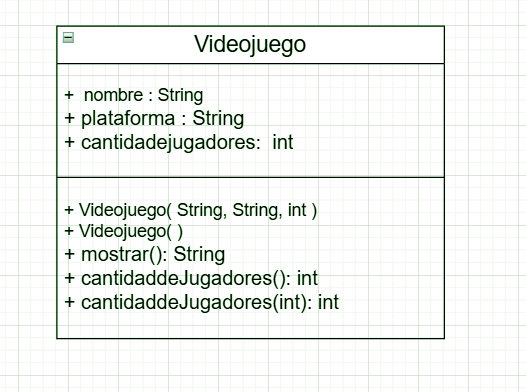 Videojuego
+ nombre : String
+ plataforma : String
+ cantidadejugadores: int
+ Videojuego( String, String, int )
+ Videojuego( )
+ mostrar(): String
+ cantidaddeJugadores(): int
+ cantidaddeJugadores(int): int